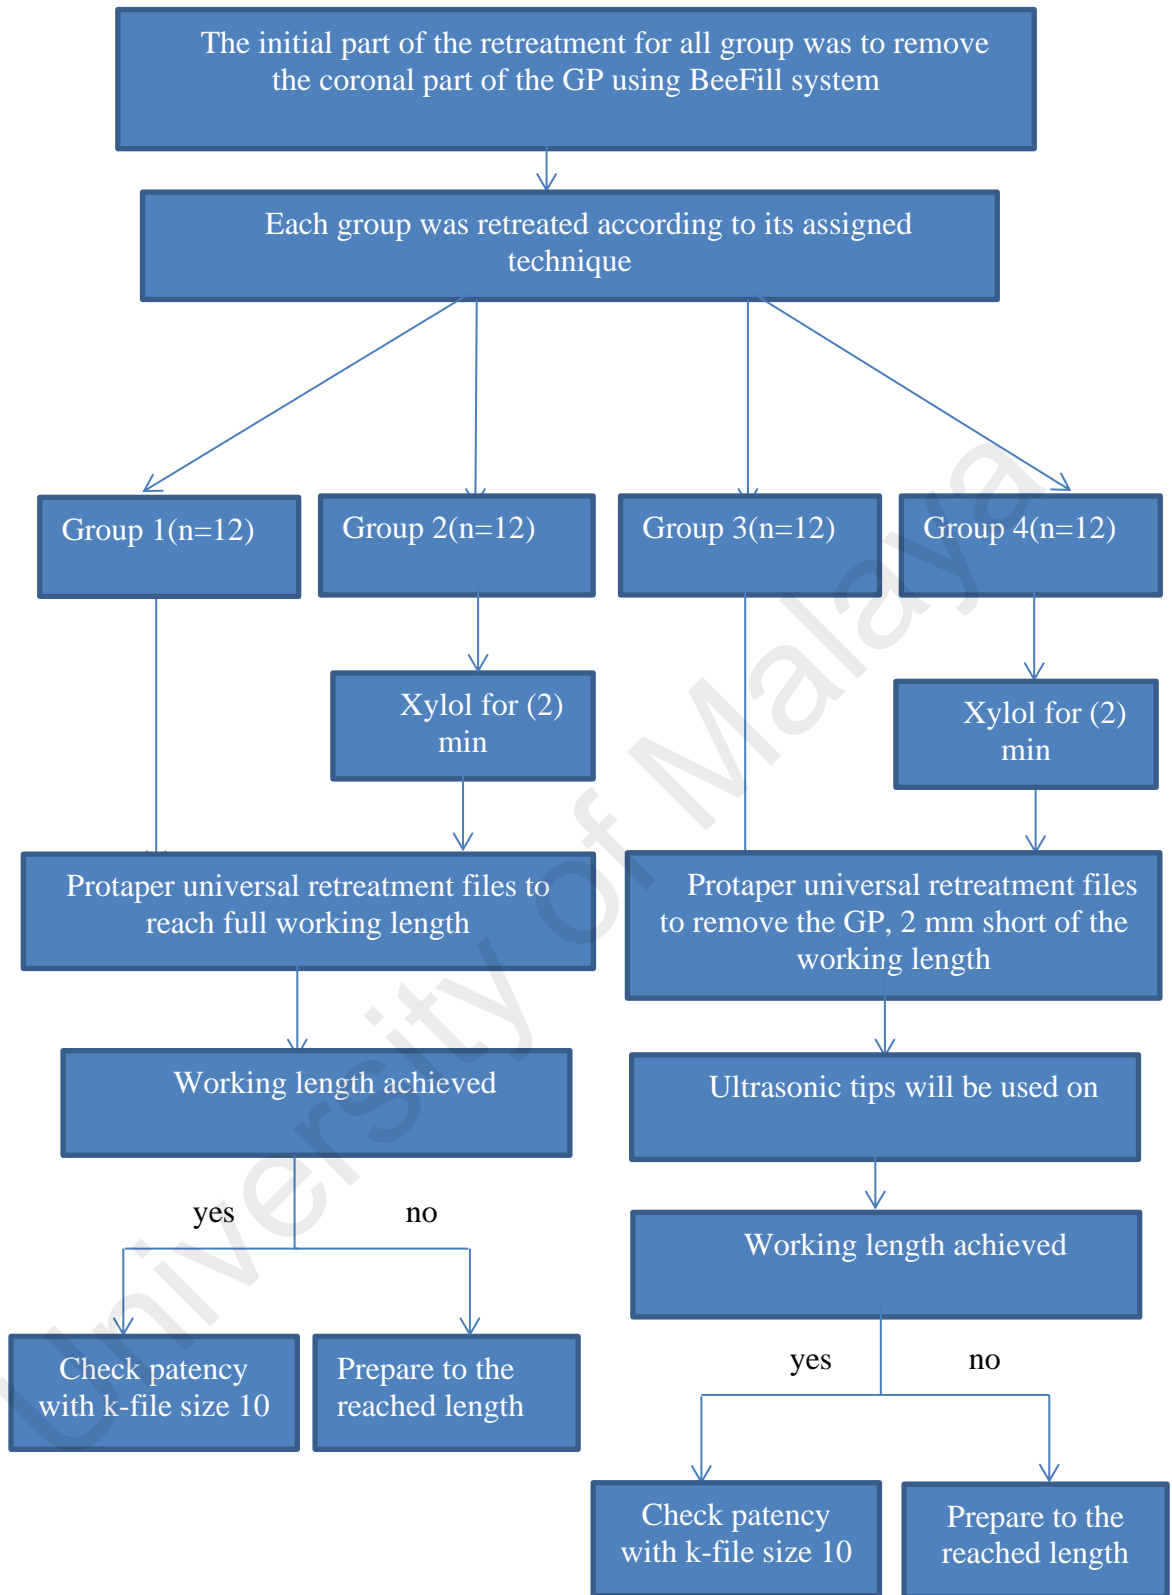 The initial part of the retreatment for all group was to remove
the coronal part of the GP using BeeFill system
Each group was retreated according to its assigned
technique
Group 1(n=12)
Group 2(n=12)
Group 3(n=12)
Group 4(n=12)
Xylol for (2)
min
Xylol for (2)
min
Protaper universal retreatment files to
reach full working length
Protaper universal retreatment files
to remove the GP, 2 mm short of the
working length
Working length achieved
Ultrasonic tips will be used on
yes
no
Working length achieved
Check patency
with k-file size 10
Prepare to the
reached length
yes
no
Check patency
with k-file size 10
Prepare to the
reached length
University of Malaya